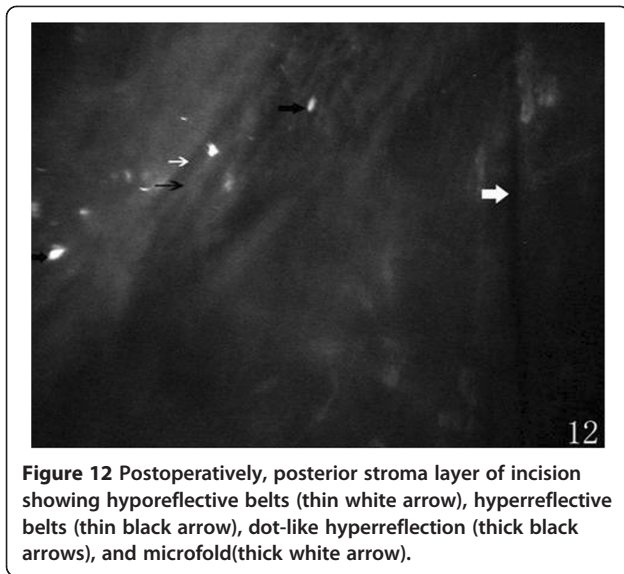 12
Figure 12 Postoperatively, posterior stroma layer of incision
showing hyporeflective belts (thin white arrow), hyperreflective
belts (thin black arrow), dot-like hyperreflection (thick black
arrows), and microfold(thick white arrow).